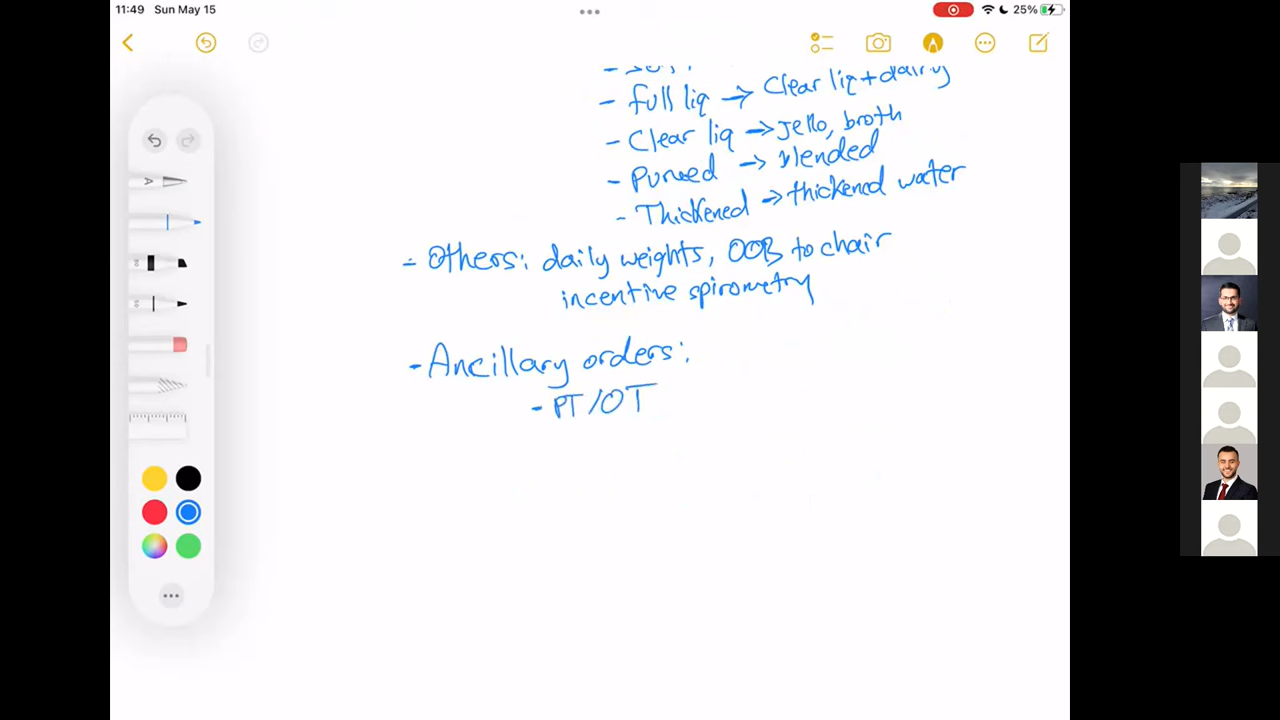 11:49 Sun May 15
25%
- full liq → Clear liq + dairy
- Clear liq → jello, broth
- Pureed → blended
- Thickened → thickened water
- Others: daily weights, OOB to chair
incentive spirometry
- Ancillary orders:
- PT/OT